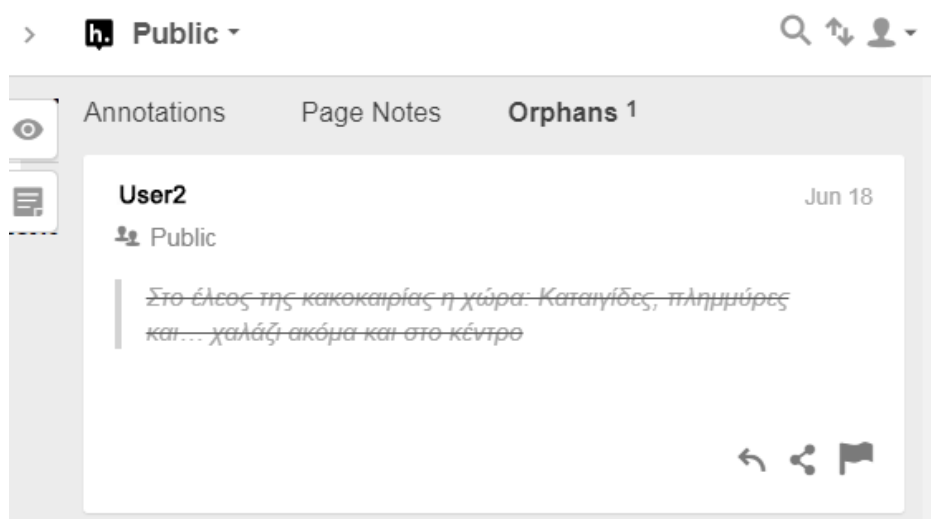 h. Public
Annotations Page Notes Orphans 1
User2 Jun 18
Public
Στο έλεος της κακοκαιρίας η χώρα: Καταιγίδες, πλημμύρες
και… χαλάζι ακόμα και στο κέντρο